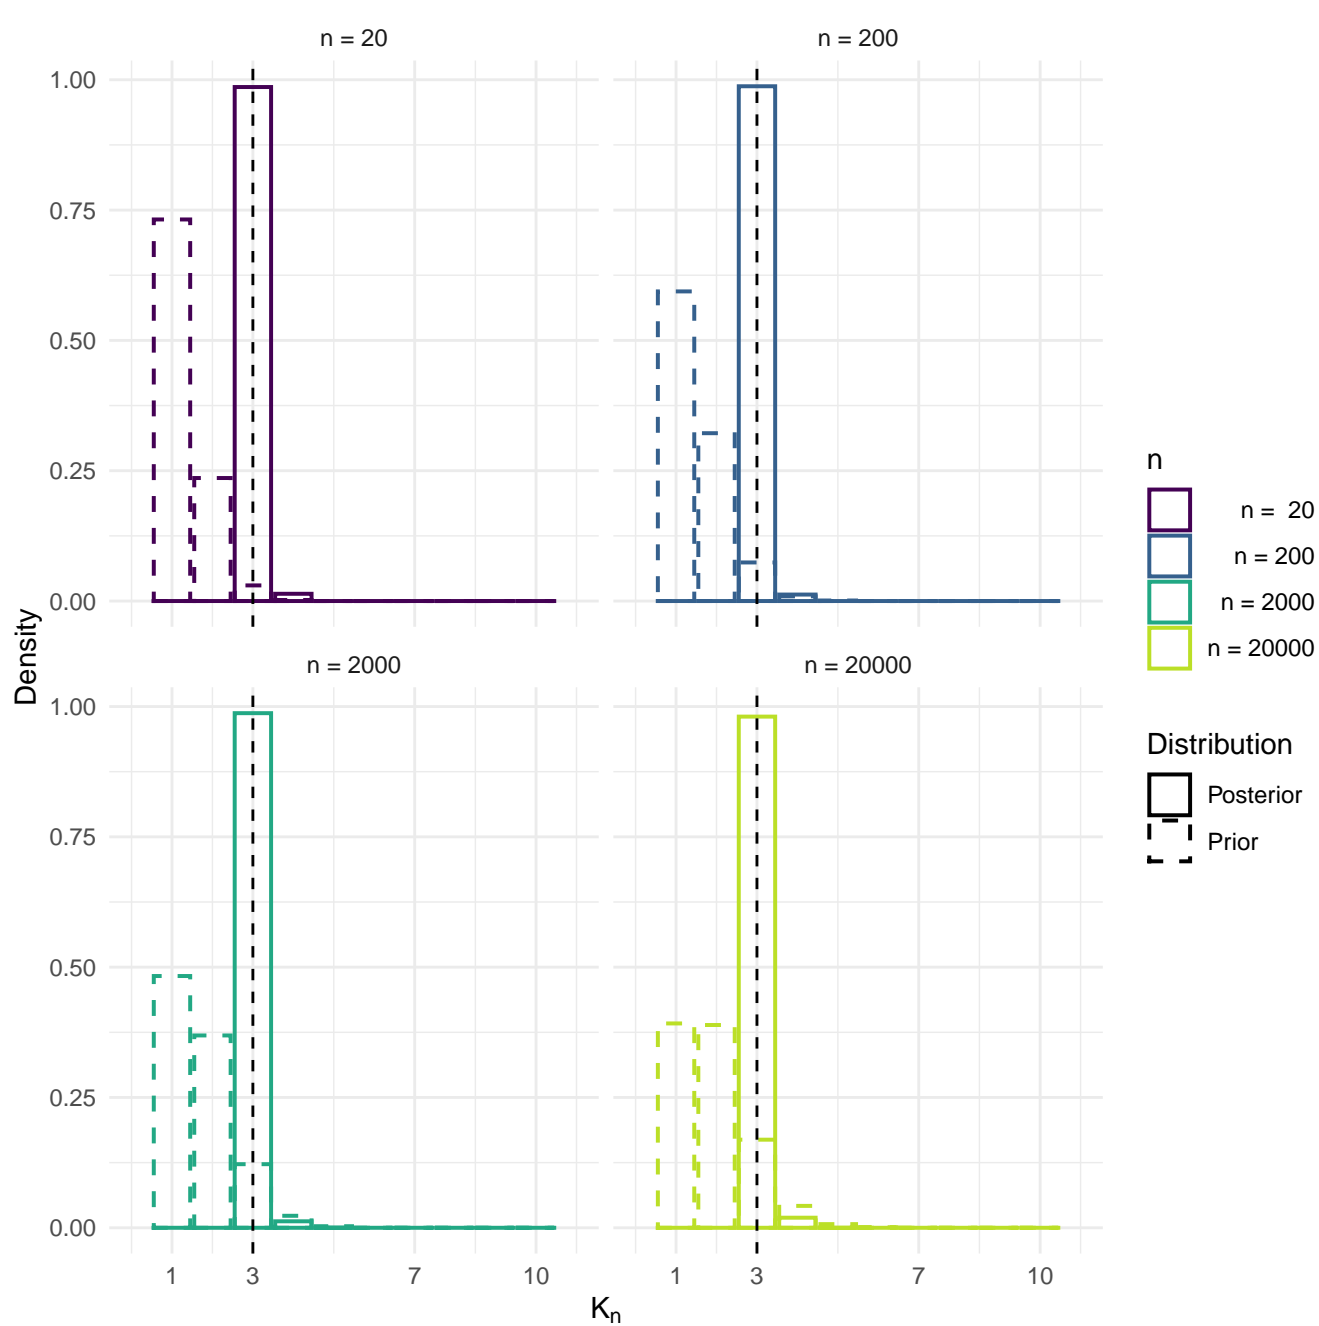 n = 20
n = 200
1.00
0.75
0.50
0.25
0.00
n = 2000
n = 20000
1.00
0.75
0.50
0.25
0.00
1 3 7 10
1 3 7 10
Kn
Density
n
n = 20
n = 200
n = 2000
n = 20000
Distribution
Posterior
Prior